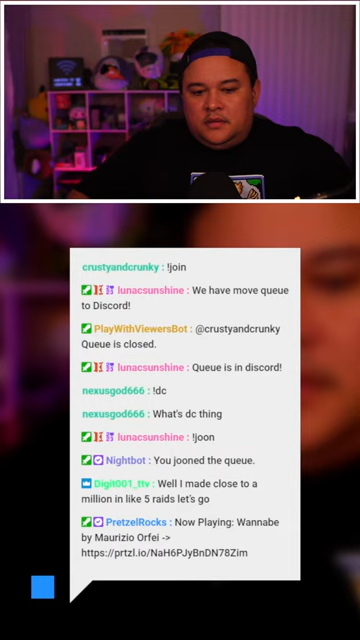 crustyandcrunky : !join
lunacsunshine : We have move queue
to Discord!
PlayWithViewersBot : @crustyandcrunky
Queue is closed.
lunacsunshine : Queue is in discord!
nexusgod666 : !dc
nexusgod666 : What's dc thing
lunacsunshine : !joon
Nightbot : You jooned the queue.
Digit001_ttv : Well I made close to a
million in like 5 raids let's go
PretzelRocks : Now Playing: Wannabe
by Maurizio Orfei ->
https://prtzl.io/NaH6PJyBnDN78Zim